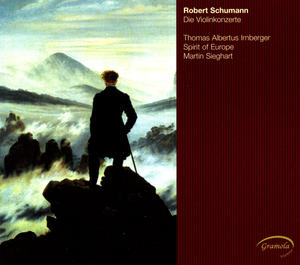 Robert Schumann
Die Violinkonzerte
Thomas Albertus Irnberger
Spirit of Europe
Martin Sieghart
Gramola